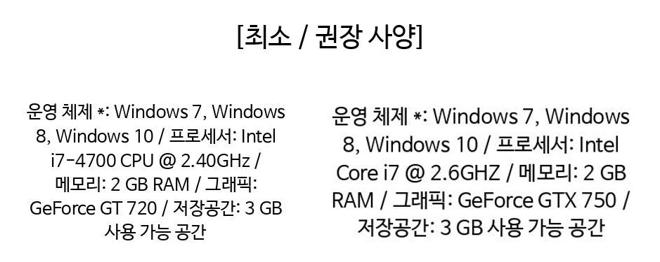 [최소 / 권장 사양]
운영 체제 *: Windows 7, Windows
8, Windows 10 / 프로세서: Intel
i7-4700 CPU @ 2.40GHz /
메모리: 2 GB RAM / 그래픽:
GeForce GT 720 / 저장공간: 3 GB
사용 가능 공간
운영 체제 *: Windows 7, Windows
8, Windows 10 / 프로세서: Intel
Core i7 @ 2.6GHZ / 메모리: 2 GB
RAM / 그래픽: GeForce GTX 750 /
저장공간: 3 GB 사용 가능 공간